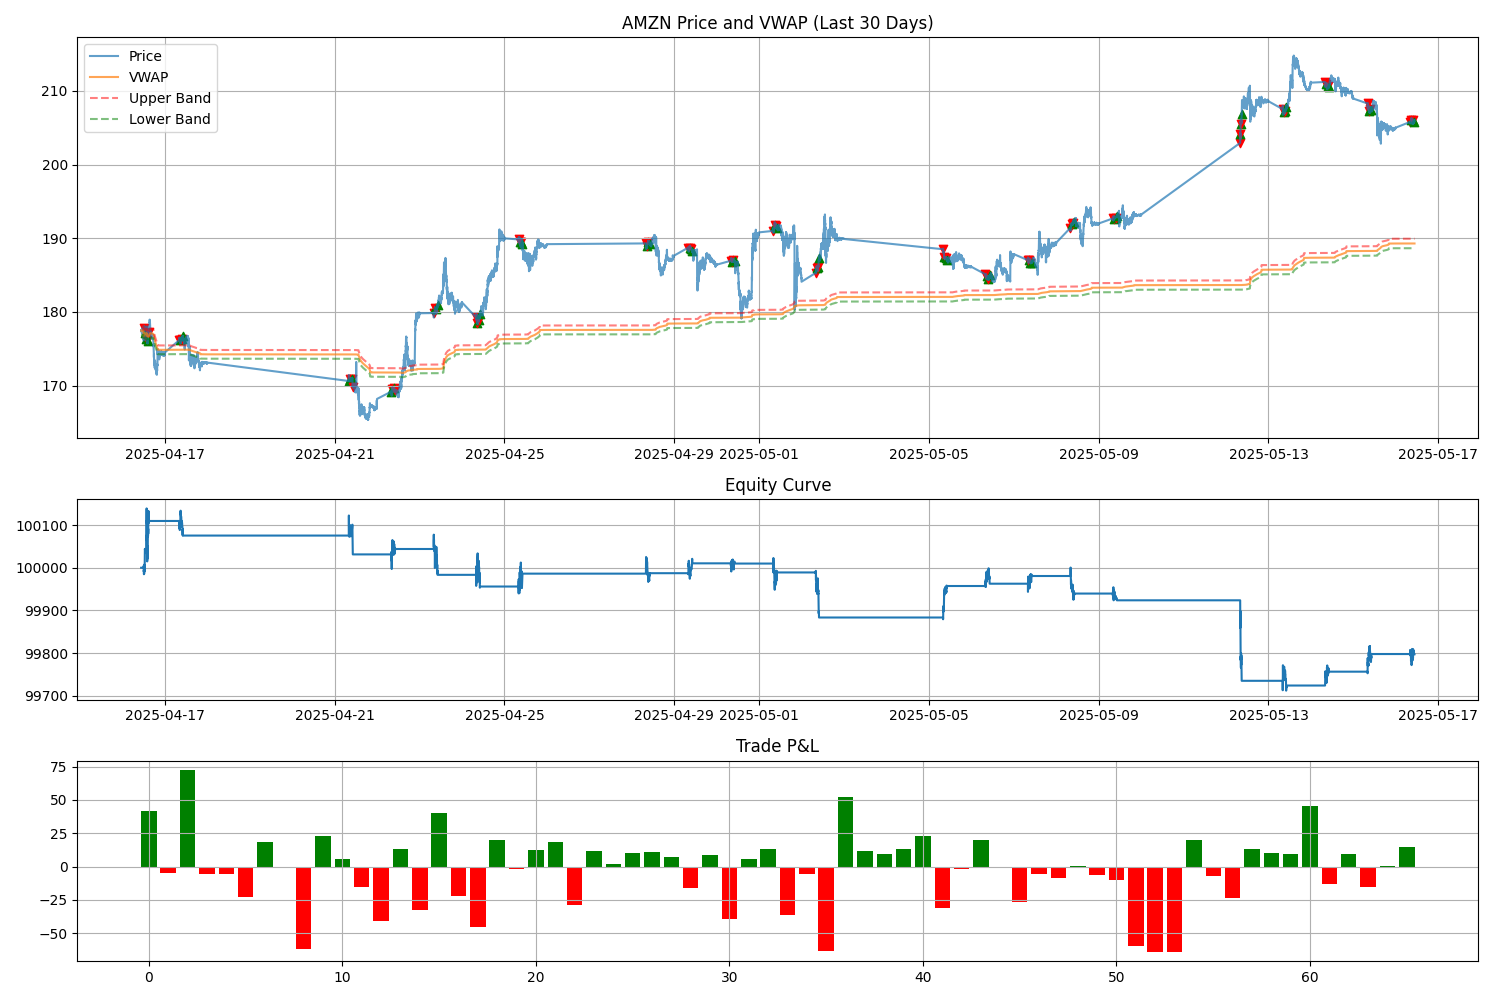 AMZN Price and VWAP (Last 30 Days)
Price
VWAP
Upper Band
Lower Band
210
200
190
180
170
2025-04-17 2025-04-21 2025-04-25 2025-04-29 2025-05-01 2025-05-05 2025-05-09 2025-05-13 2025-05-17
Equity Curve
100100
100000
99900
99800
99700
2025-04-17 2025-04-21 2025-04-25 2025-04-29 2025-05-01 2025-05-05 2025-05-09 2025-05-13 2025-05-17
Trade P&L
75
50
25
0
−25
−50
0 10 20 30 40 50 60